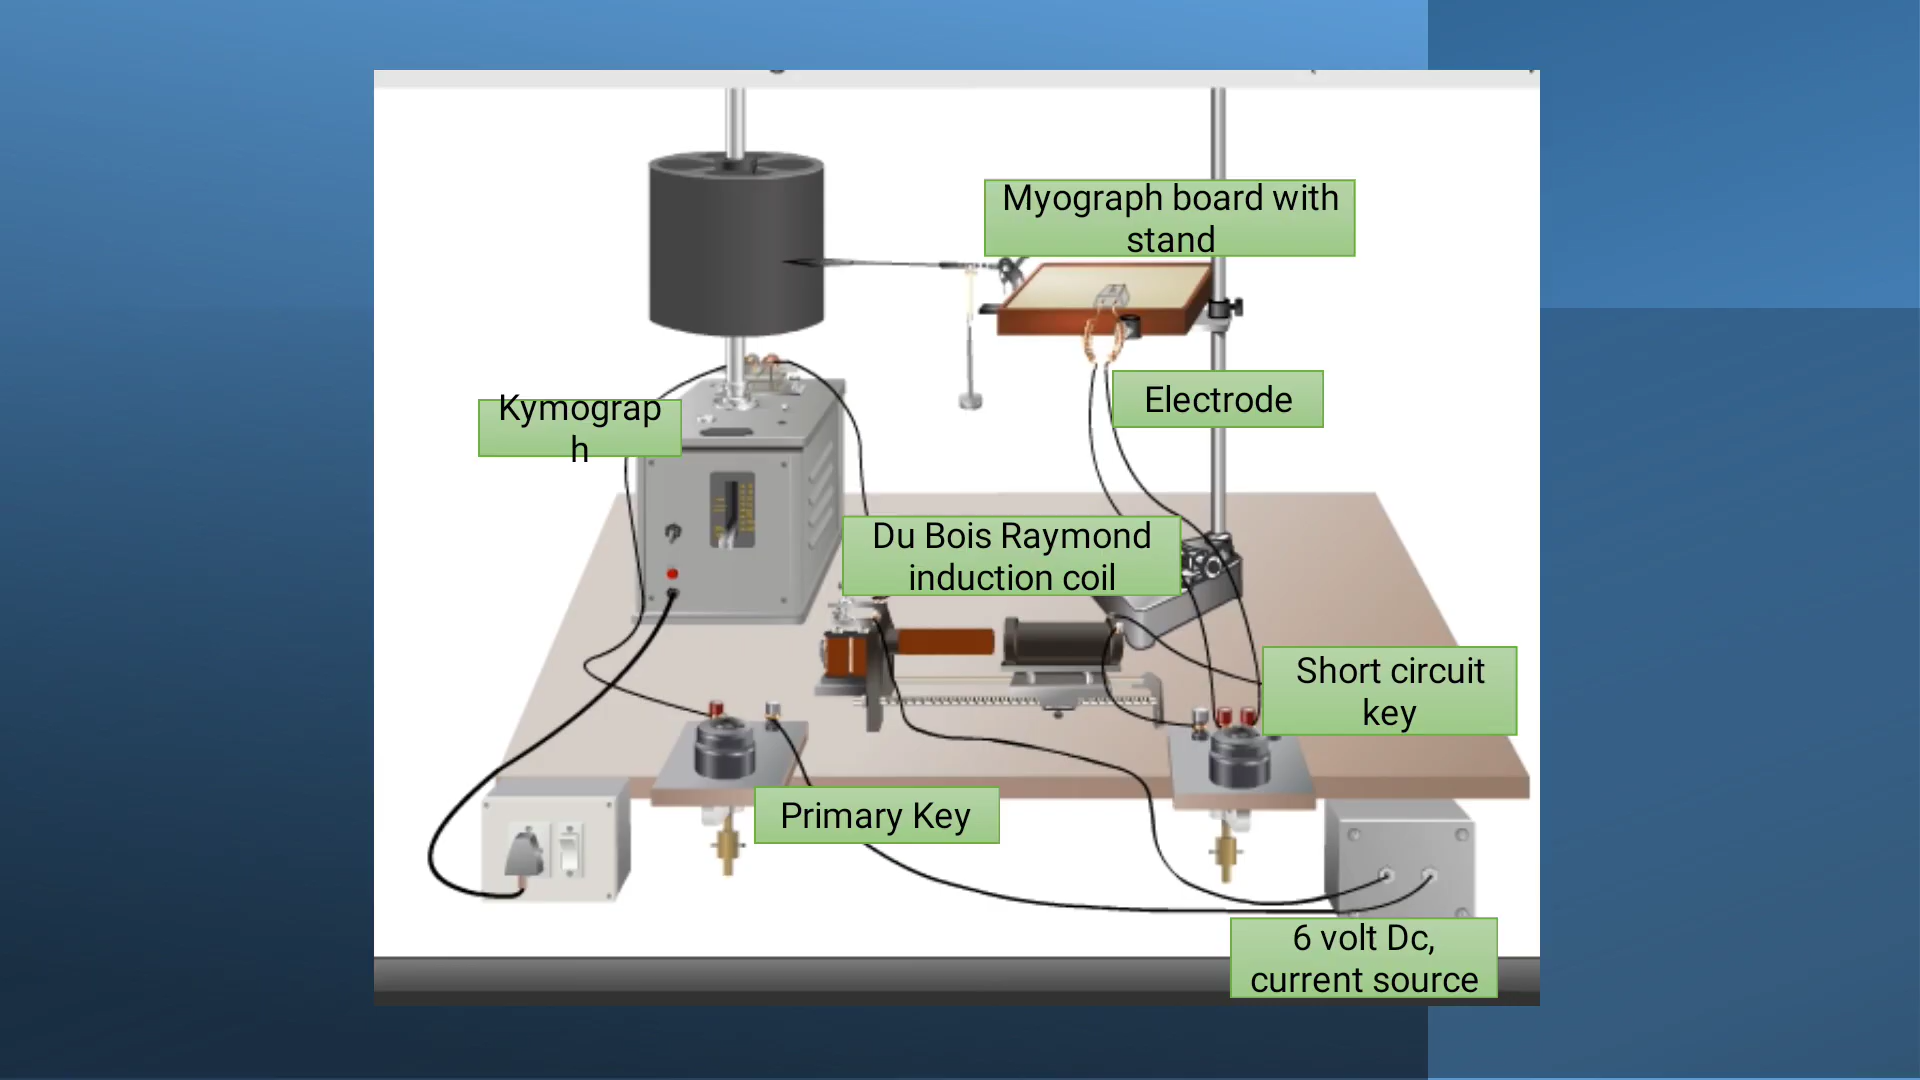 Myograph board with
stand
Kymograp
h
Electrode
Du Bois Raymond
induction coil
Short circuit
key
Primary Key
6 volt Dc,
current source